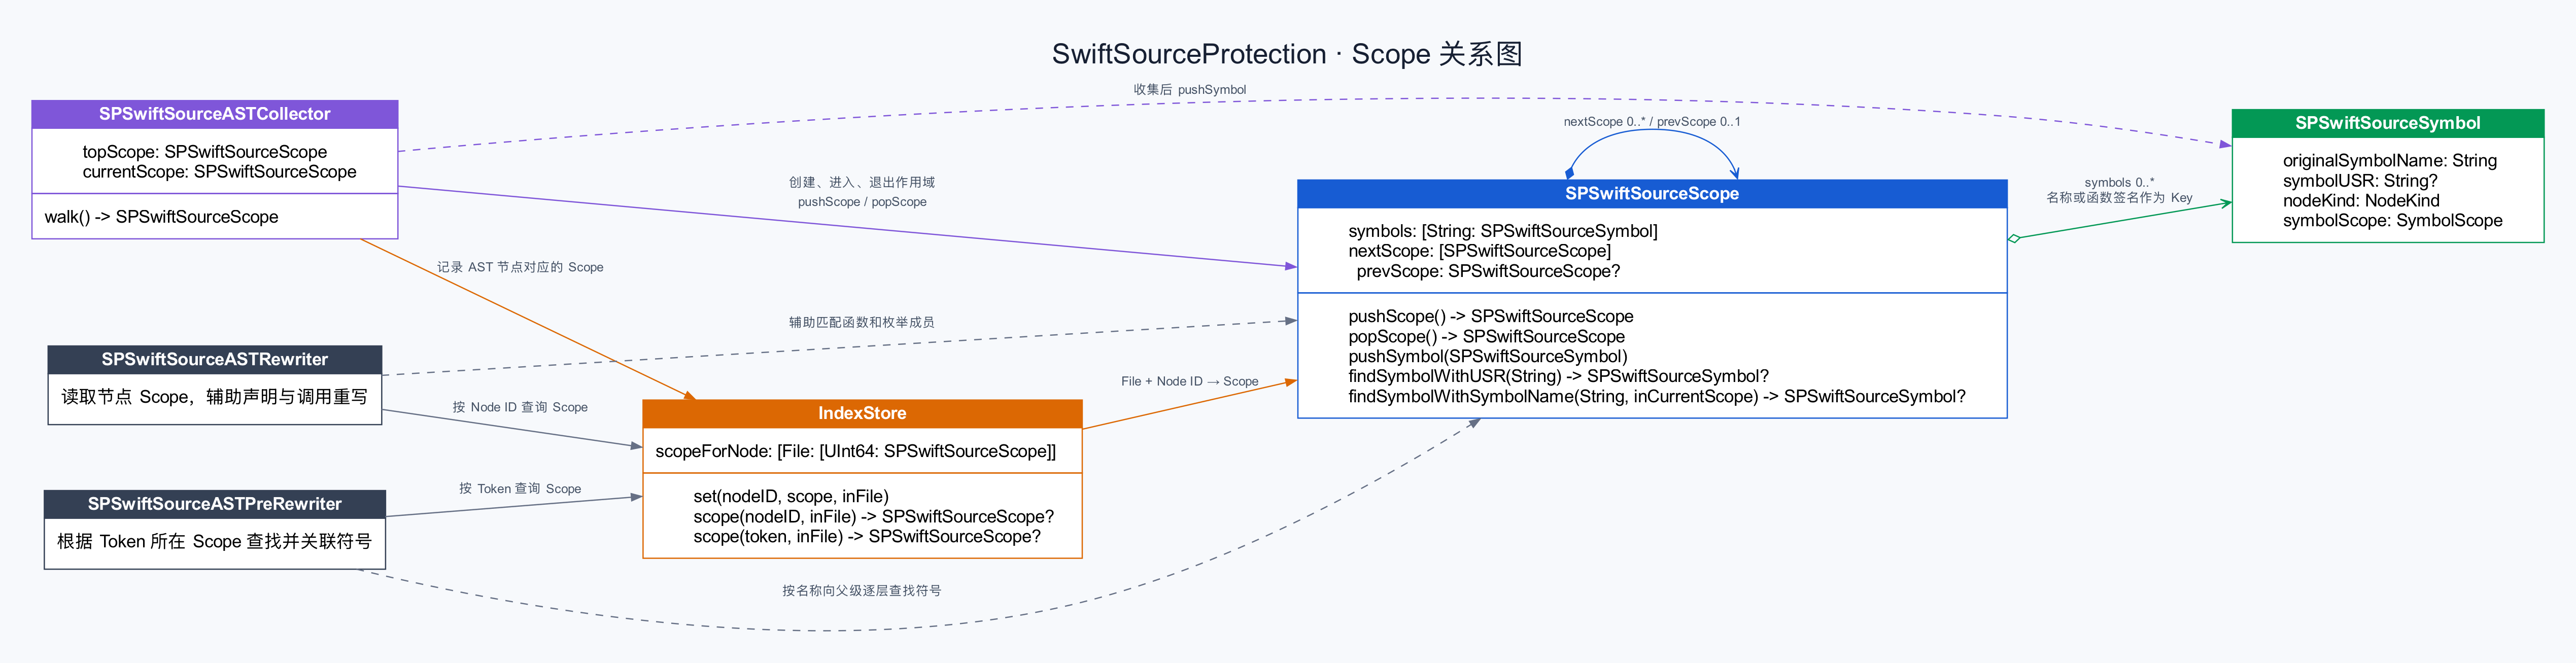 SwiftSourceProtection · Scope 关系图
收集后 pushSymbol
SPSwiftSourceASTCollector
topScope: SPSwiftSourceScope
currentScope: SPSwiftSourceScope
walk() -> SPSwiftSourceScope
创建、进入、退出作用域
pushScope / popScope
记录 AST 节点对应的 Scope
nextScope 0..* / prevScope 0..1
SPSwiftSourceScope
symbols: [String: SPSwiftSourceSymbol]
nextScope: [SPSwiftSourceScope]
prevScope: SPSwiftSourceScope?
pushScope() -> SPSwiftSourceScope
popScope() -> SPSwiftSourceScope
pushSymbol(SPSwiftSourceSymbol)
findSymbolWithUSR(String) -> SPSwiftSourceSymbol?
findSymbolWithSymbolName(String, inCurrentScope) -> SPSwiftSourceSymbol?
symbols 0..*
名称或函数签名作为 Key
SPSwiftSourceSymbol
originalSymbolName: String
symbolUSR: String?
nodeKind: NodeKind
symbolScope: SymbolScope
辅助匹配函数和枚举成员
SPSwiftSourceASTRewriter
读取节点 Scope，辅助声明与调用重写
按 Node ID 查询 Scope
File + Node ID → Scope
IndexStore
scopeForNode: [File: [UInt64: SPSwiftSourceScope]]
set(nodeID, scope, inFile)
scope(nodeID, inFile) -> SPSwiftSourceScope?
scope(token, inFile) -> SPSwiftSourceScope?
SPSwiftSourceASTPreRewriter
根据 Token 所在 Scope 查找并关联符号
按 Token 查询 Scope
按名称向父级逐层查找符号